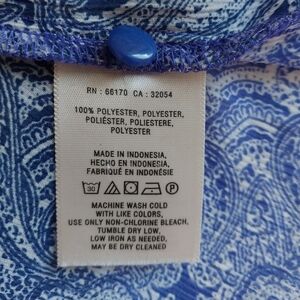 RN : 66170 CA : 32054
100% POLYESTER, POLYESTER,
POLIÉSTER, POLIESTERE,
POLYESTER
MADE IN INDONESIA,
HECHO EN INDONESIA,
FABRIQUÉ EN INDONÉSIE
30 P
MACHINE WASH COLD
WITH LIKE COLORS,
USE ONLY NON-CHLORINE BLEACH,
TUMBLE DRY LOW,
LOW IRON AS NEEDED,
MAY BE DRY CLEANED